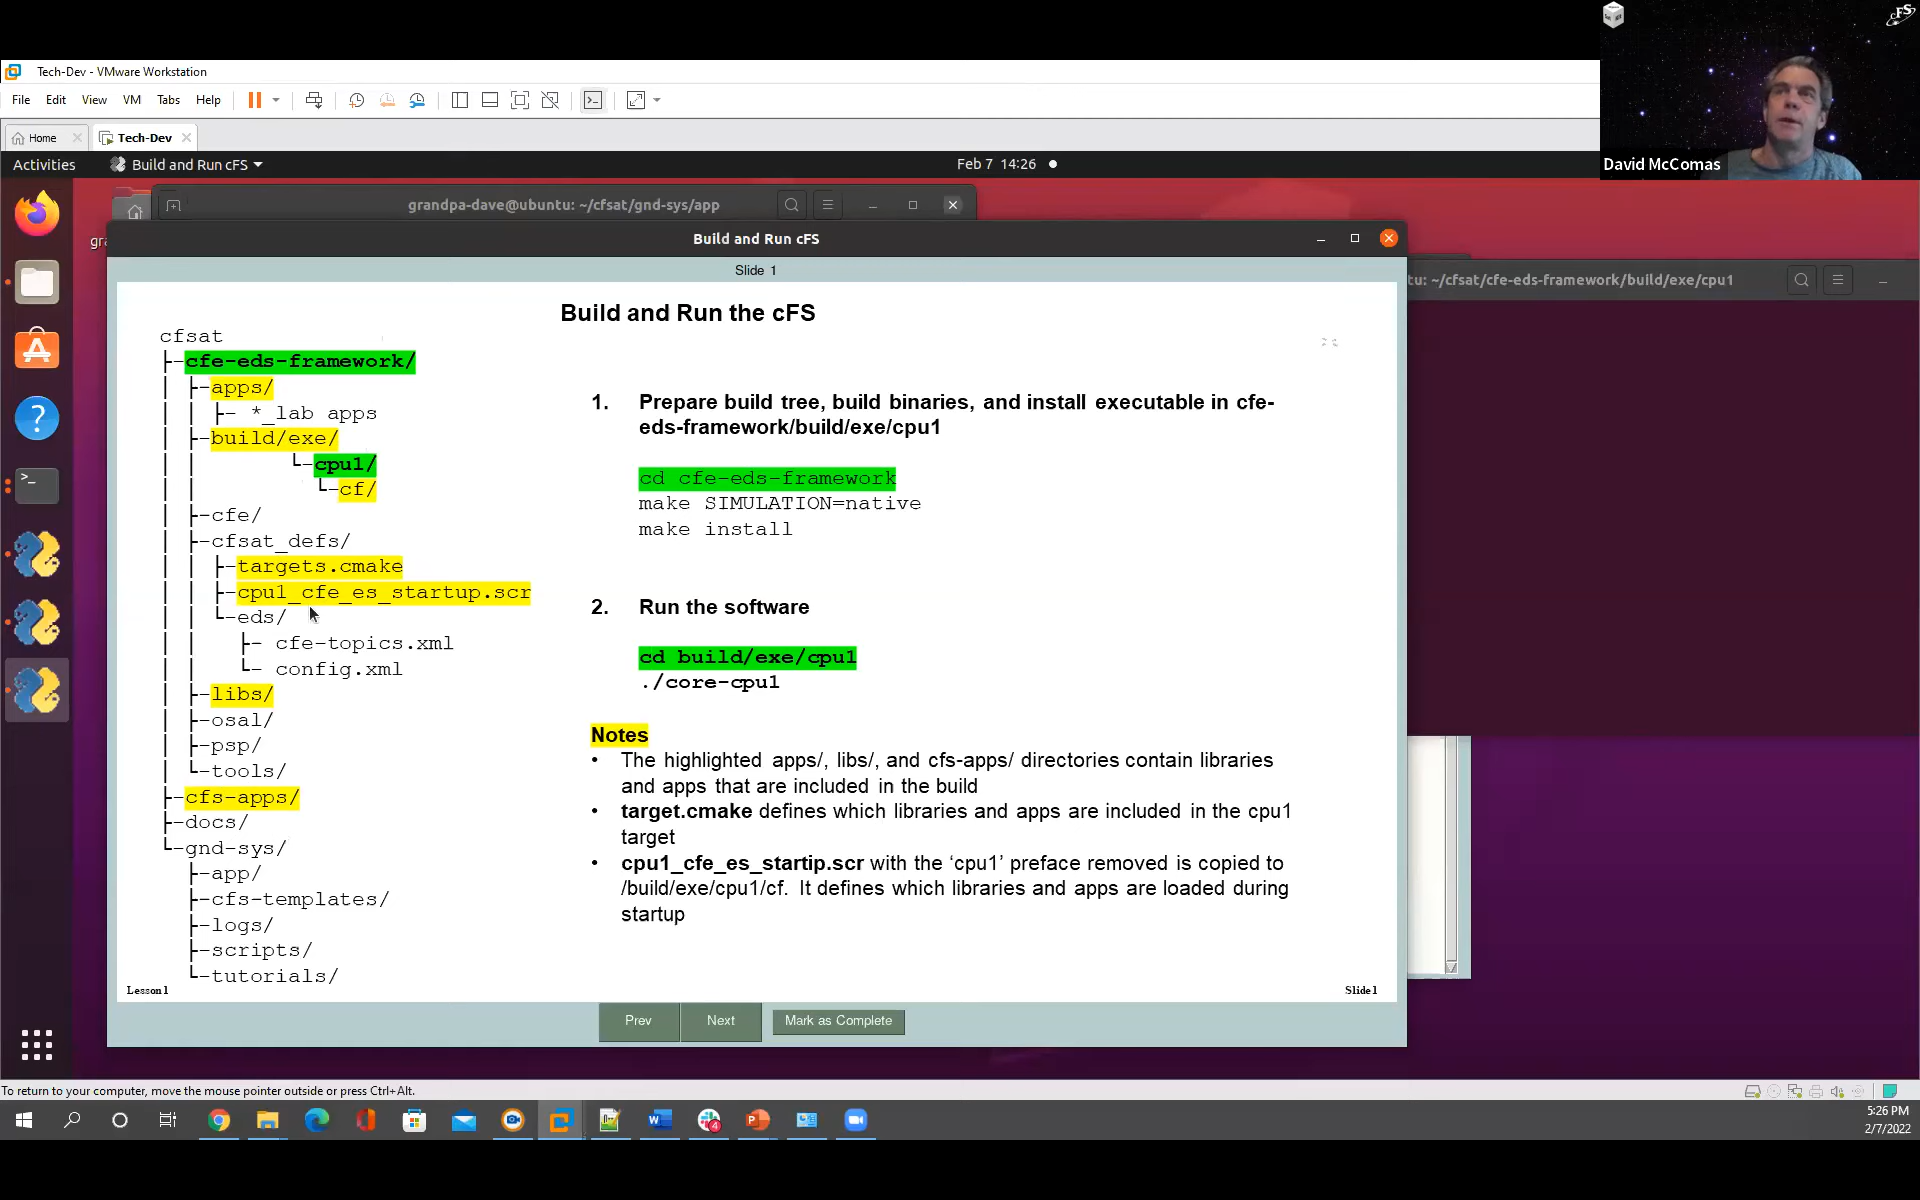 Tech-Dev - VMware Workstation
File Edit View VM Tabs Help
Home
Tech-Dev
Activities
Build and Run cFS
Feb 7 14:26
David McComas
grandpa-dave@ubuntu: ~/cfsat/gnd-sys/app
gra
Build and Run cFS
tu: ~/cfsat/cfe-eds-framework/build/exe/cpu1
Slide 1
Build and Run the cFS
cfsat
├-cfe-eds-framework/
│ ├-apps/
│ │ ├- *_lab apps
│ ├-build/exe/
│ │ └-cpu1/
│ │ └-cf/
│ ├-cfe/
│ ├-cfsat_defs/
│ │ ├-targets.cmake
│ │ ├-cpu1_cfe_es_startup.scr
│ │ └-eds/
│ │ ├- cfe-topics.xml
│ │ └- config.xml
│ ├-libs/
│ ├-osal/
│ ├-psp/
│ └-tools/
├-cfs-apps/
├-docs/
└-gnd-sys/
├-app/
├-cfs-templates/
├-logs/
├-scripts/
└-tutorials/
1. Prepare build tree, build binaries, and install executable in cfe-
eds-framework/build/exe/cpu1
cd cfe-eds-framework
make SIMULATION=native
make install
2. Run the software
cd build/exe/cpu1
./core-cpu1
Notes
• The highlighted apps/, libs/, and cfs-apps/ directories contain libraries
and apps that are included in the build
• target.cmake defines which libraries and apps are included in the cpu1
target
• cpu1_cfe_es_startip.scr with the ‘cpu1’ preface removed is copied to
/build/exe/cpu1/cf. It defines which libraries and apps are loaded during
startup
Lesson1
Slide1
Prev
Next
Mark as Complete
To return to your computer, move the mouse pointer outside or press Ctrl+Alt.
5:26 PM
2/7/2022